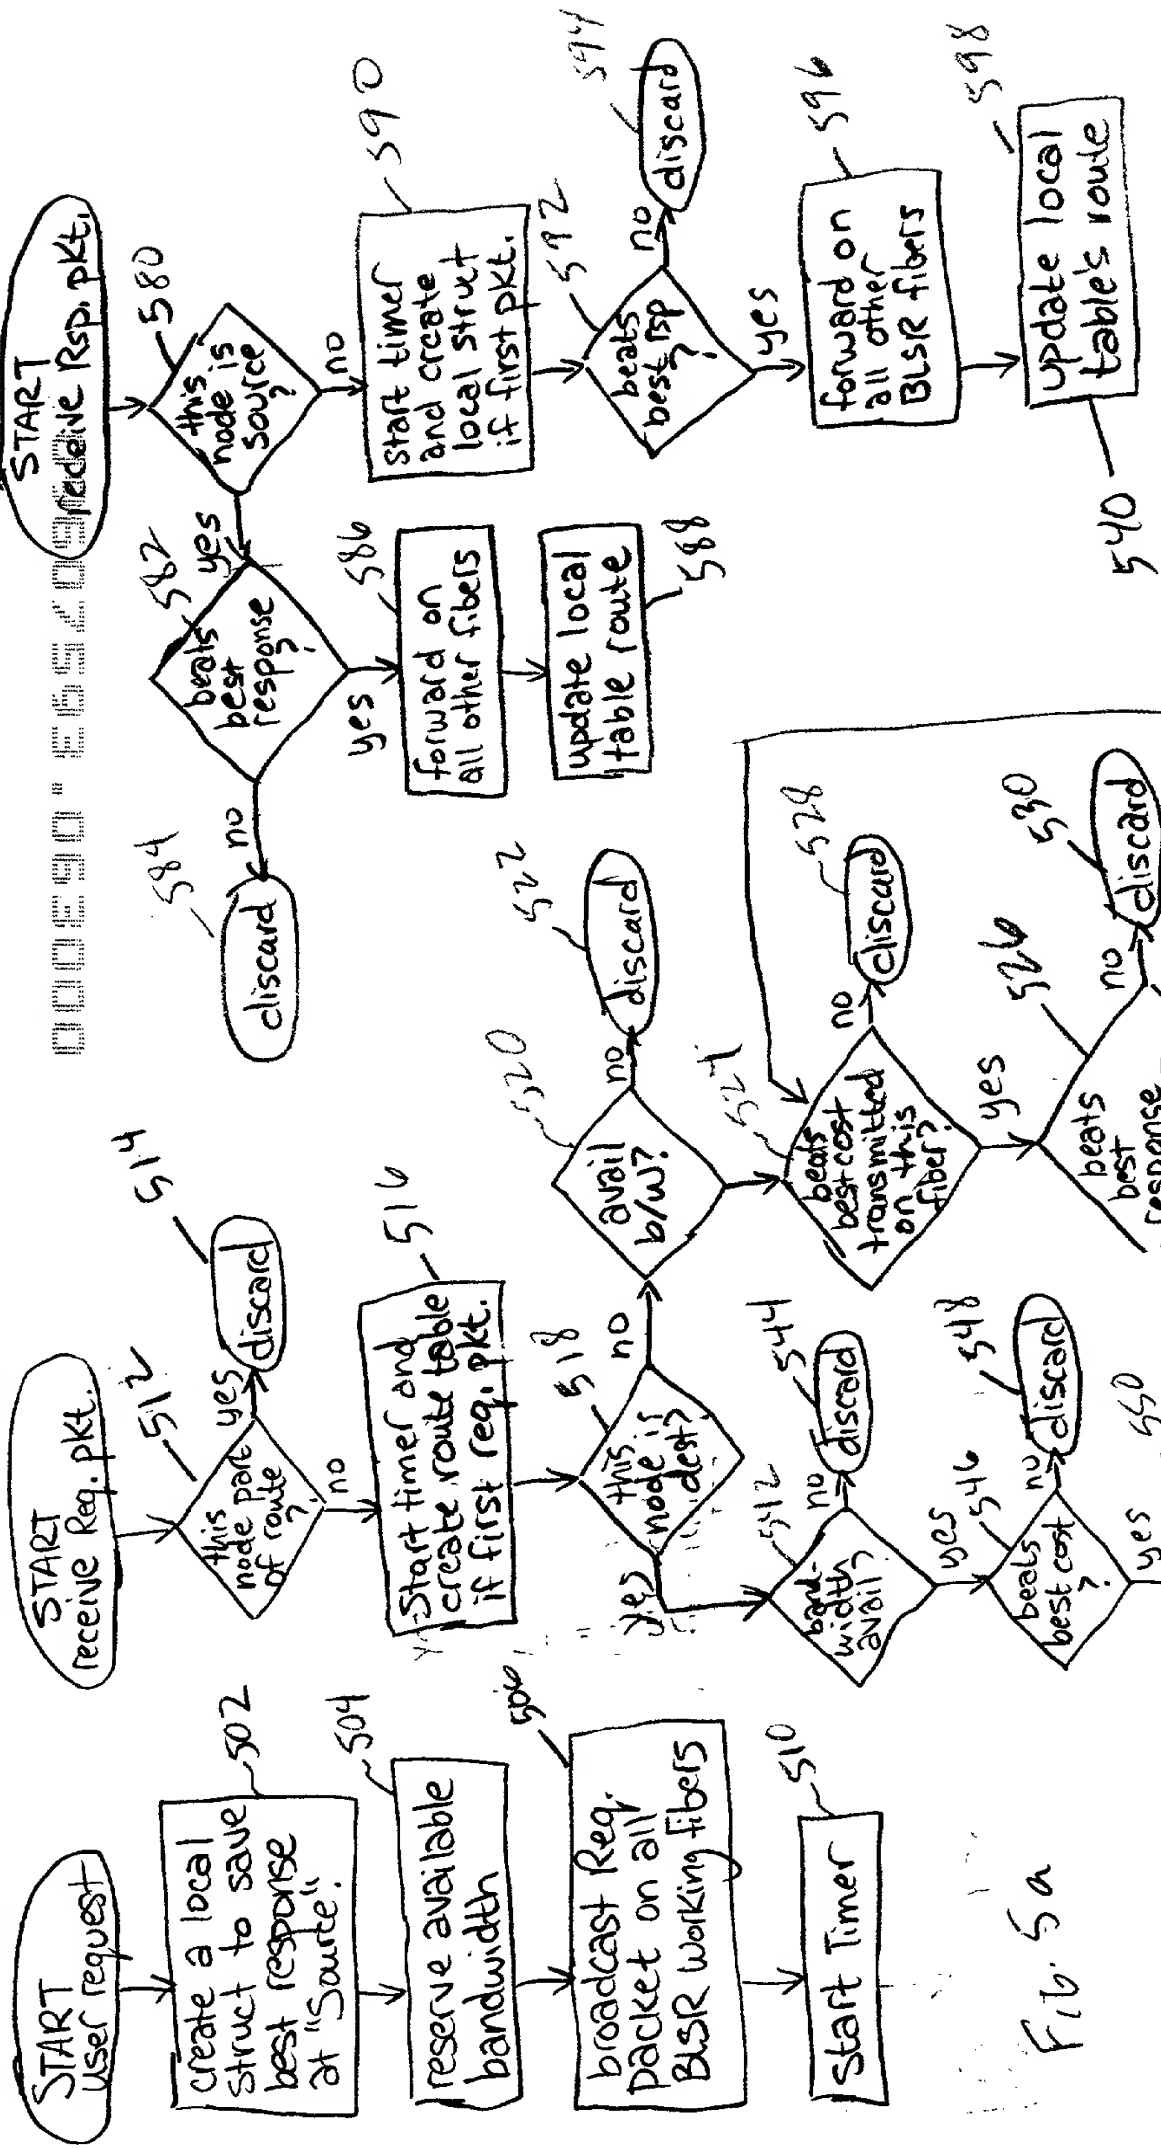 START
user request
create a local
struct to save
best response
at "Sourte".
502
reserve available
bandwidth
504
broadcast Req.
packet on all
BLSR working fibers
506
Start Timer
510
Fib. 5a
START
receive Req. pkt.
this
node part
of route
?
512
yes
discard
514
no
Start timer and
create route table
if first req. pkt.
516
this
node is
dest?
518
yes
no
avail
b/w?
520
no
discard
522
band-
width
avail?
542
no
discard
544
yes
beats
best cost
?
546
no
discard
548
yes
550
beats
best cost
transmitted
on this
fiber?
524
no
discard
528
yes
beats
best
response
526
no
discard
530
START
receive Rsp. pkt.
this
node is
source
?
580
yes
no
beats
best
response
?
582
no
discard
584
yes
forward on
all other fibers
586
update local
table route
588
start timer
and create
local struct
if first pkt.
590
beats
best rsp
?
592
no
discard
594
yes
forward on
all other
BLSR fibers
596
update local
table's route
598
540